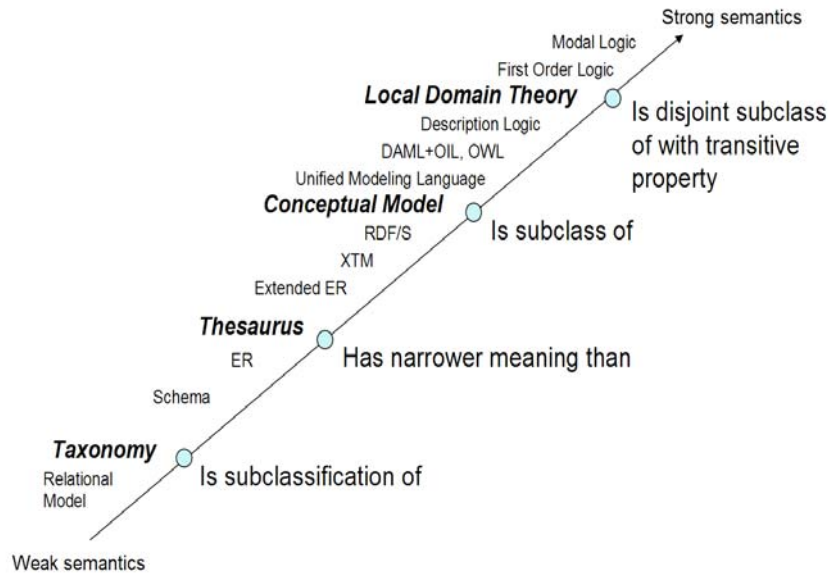 Strong semantics
Modal Logic
First Order Logic
Local Domain Theory
Is disjoint subclass
of with transitive
property
Description Logic
DAML+OIL, OWL
Unified Modeling Language
Conceptual Model
Is subclass of
RDF/S
XTM
Extended ER
Thesaurus
Has narrower meaning than
ER
Schema
Taxonomy
Is subclassification of
Relational
Model
Weak semantics